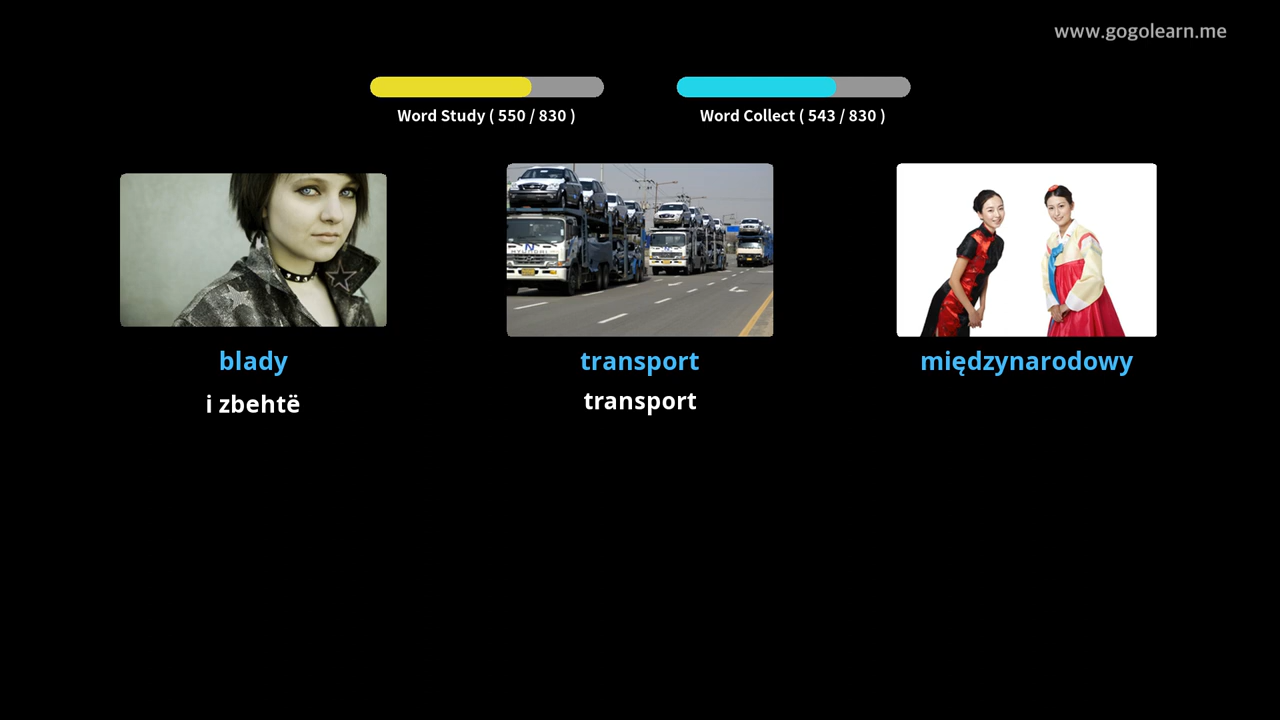 www.gogolearn.me
Word Study ( 550 / 830 )
Word Collect ( 543 / 830 )
blady
transport
międzynarodowy
i zbehtë
transport